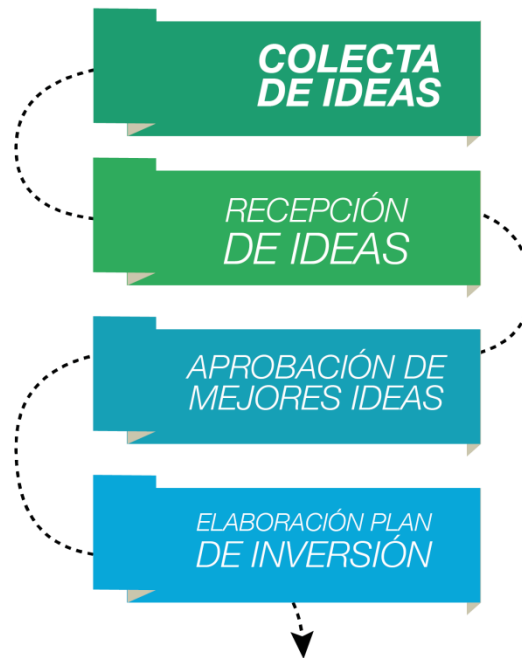 COLECTA
DE IDEAS
RECEPCIÓN
DE IDEAS
APROBACIÓN DE
MEJORES IDEAS
ELABORACIÓN PLAN
DE INVERSIÓN